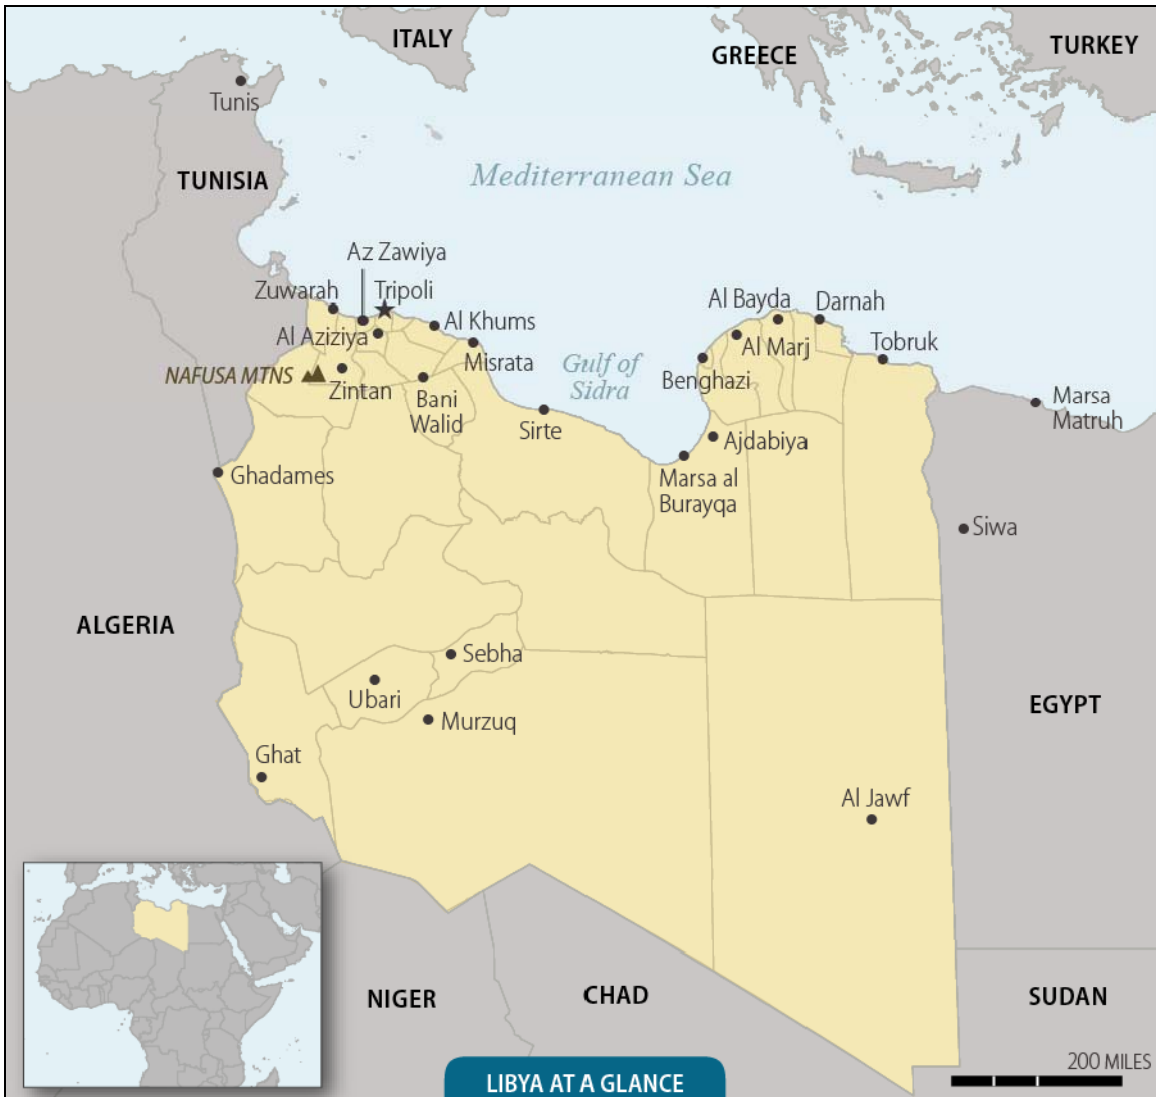 ITALY
GREECE
TURKEY
Tunis
TUNISIA
Mediterranean Sea
Az Zawiya
Zuwarah
Tripoli
Al Khums
Al Aziziya
Misrata
NAFUSA MTNS
Zintan
Bani
Walid
Gulf of
Sidra
Sirte
Al Bayda
Darnah
Al Marj
Tobruk
Benghazi
Marsa
Matruh
Ajdabiya
Marsa al
Burayqa
Ghadames
Siwa
ALGERIA
Sebha
Ubari
Murzuq
EGYPT
Ghat
Al Jawf
NIGER
CHAD
SUDAN
200 MILES
LIBYA AT A GLANCE